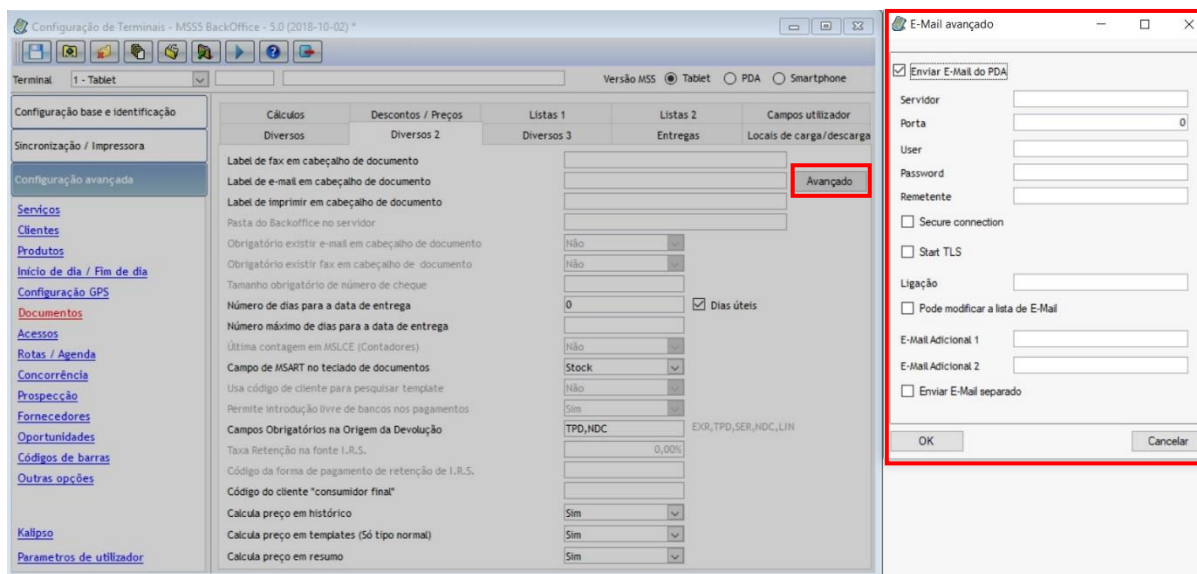 Configuração de Terminais - MSS5 BackOffice - 5.0 (2018-10-02) *
Terminal 1 - Tablet Versão MSS Tablet PDA Smartphone
Configuração base e identificação
Sincronização / Impressora
Configuração avançada
Serviços
Clientes
Produtos
Início de dia / Fim de dia
Configuração GPS
Documentos
Acessos
Rotas / Agenda
Concorrência
Prospecção
Fornecedores
Oportunidades
Códigos de barras
Outras opções
Kalipso
Parametros de utilizador
Cálculos Descontos / Preços Listas 1 Listas 2 Campos utilizador
Diversos Diversos 2 Diversos 3 Entregas Locais de carga/descarga
Label de fax em cabeçalho de documento
Label de e-mail em cabeçalho de documento Avançado
Label de imprimir em cabeçalho de documento
Pasta do Backoffice no servidor
Obrigatório existir e-mail em cabeçalho de documento Não
Obrigatório existir fax em cabeçalho de documento Não
Tamanho obrigatório de número de cheque
Número de dias para a data de entrega 0 Dias úteis
Número máximo de dias para a data de entrega
Última contagem em MSLCE (Contadores) Não
Campo de MSART no teclado de documentos Stock
Usa código de cliente para pesquisar template Não
Permite introdução livre de bancos nos pagamentos Sim
Campos Obrigatórios na Origem da Devolução TPD,NDC EXR,TPD,SER,NDC,LIN
Taxa Retenção na fonte I.R.S. 0,00%
Código da forma de pagamento de retenção de I.R.S.
Código do cliente "consumidor final"
Calcula preço em histórico Sim
Calcula preço em templates (Só tipo normal) Sim
Calcula preço em resumo Sim
E-Mail avançado
Enviar E-Mail do PDA
Servidor
Porta 0
User
Password
Remetente
Secure connection
Start TLS
Ligação
Pode modificar a lista de E-Mail
E-Mail Adicional 1
E-Mail Adicional 2
Enviar E-Mail separado
OK Cancelar